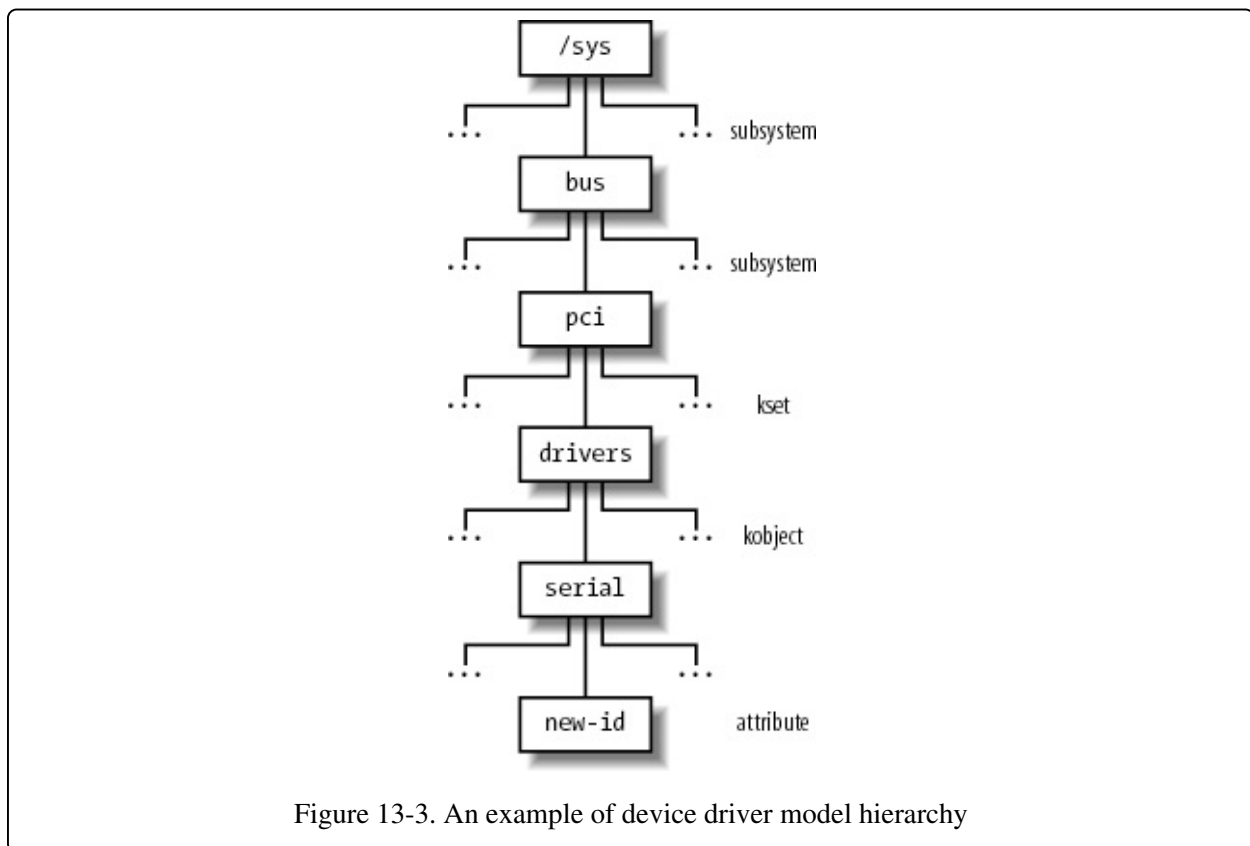 /sys
... ... subsystem
bus
... ... subsystem
pci
... ... kset
drivers
... ... kobject
serial
... ...
new-id attribute
Figure 13-3. An example of device driver model hierarchy